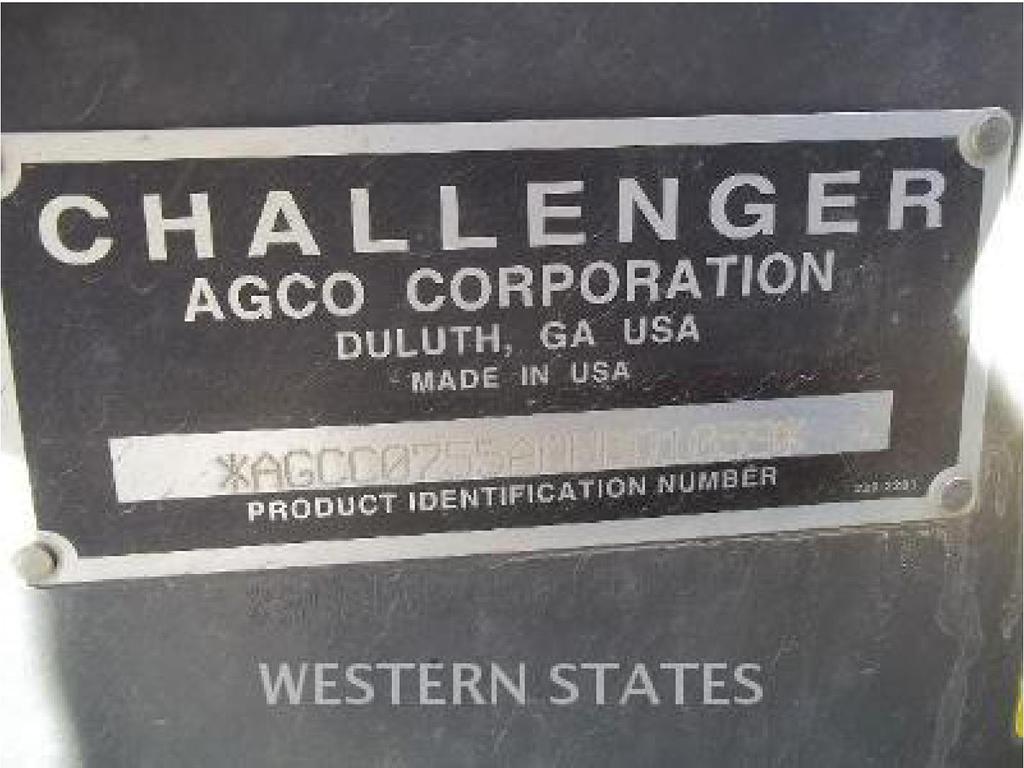 CHALLENGER
AGCO CORPORATION
DULUTH, GA USA
MADE IN USA
PRODUCT IDENTIFICATION NUMBER
WESTERN STATES